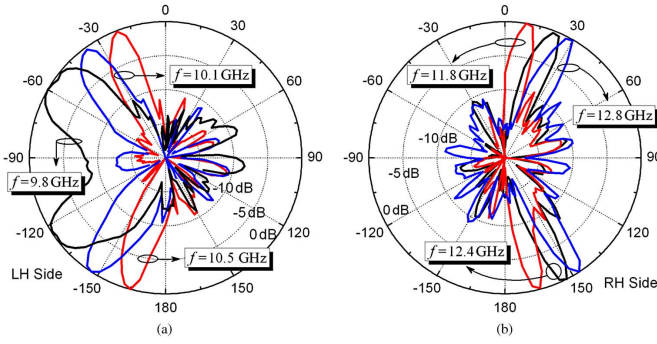 0
-30
30
-60
60
-90
90
-120
120
-150
150
180
f = 10.1 GHz
f = 9.8 GHz
f = 10.5 GHz
-10 dB
-5 dB
0 dB
LH Side
(a)
0
-30
30
-60
60
-90
90
-120
120
-150
150
180
f = 11.8 GHz
f = 12.8 GHz
f = 12.4 GHz
-10 dB
-5 dB
0 dB
RH Side
(b)